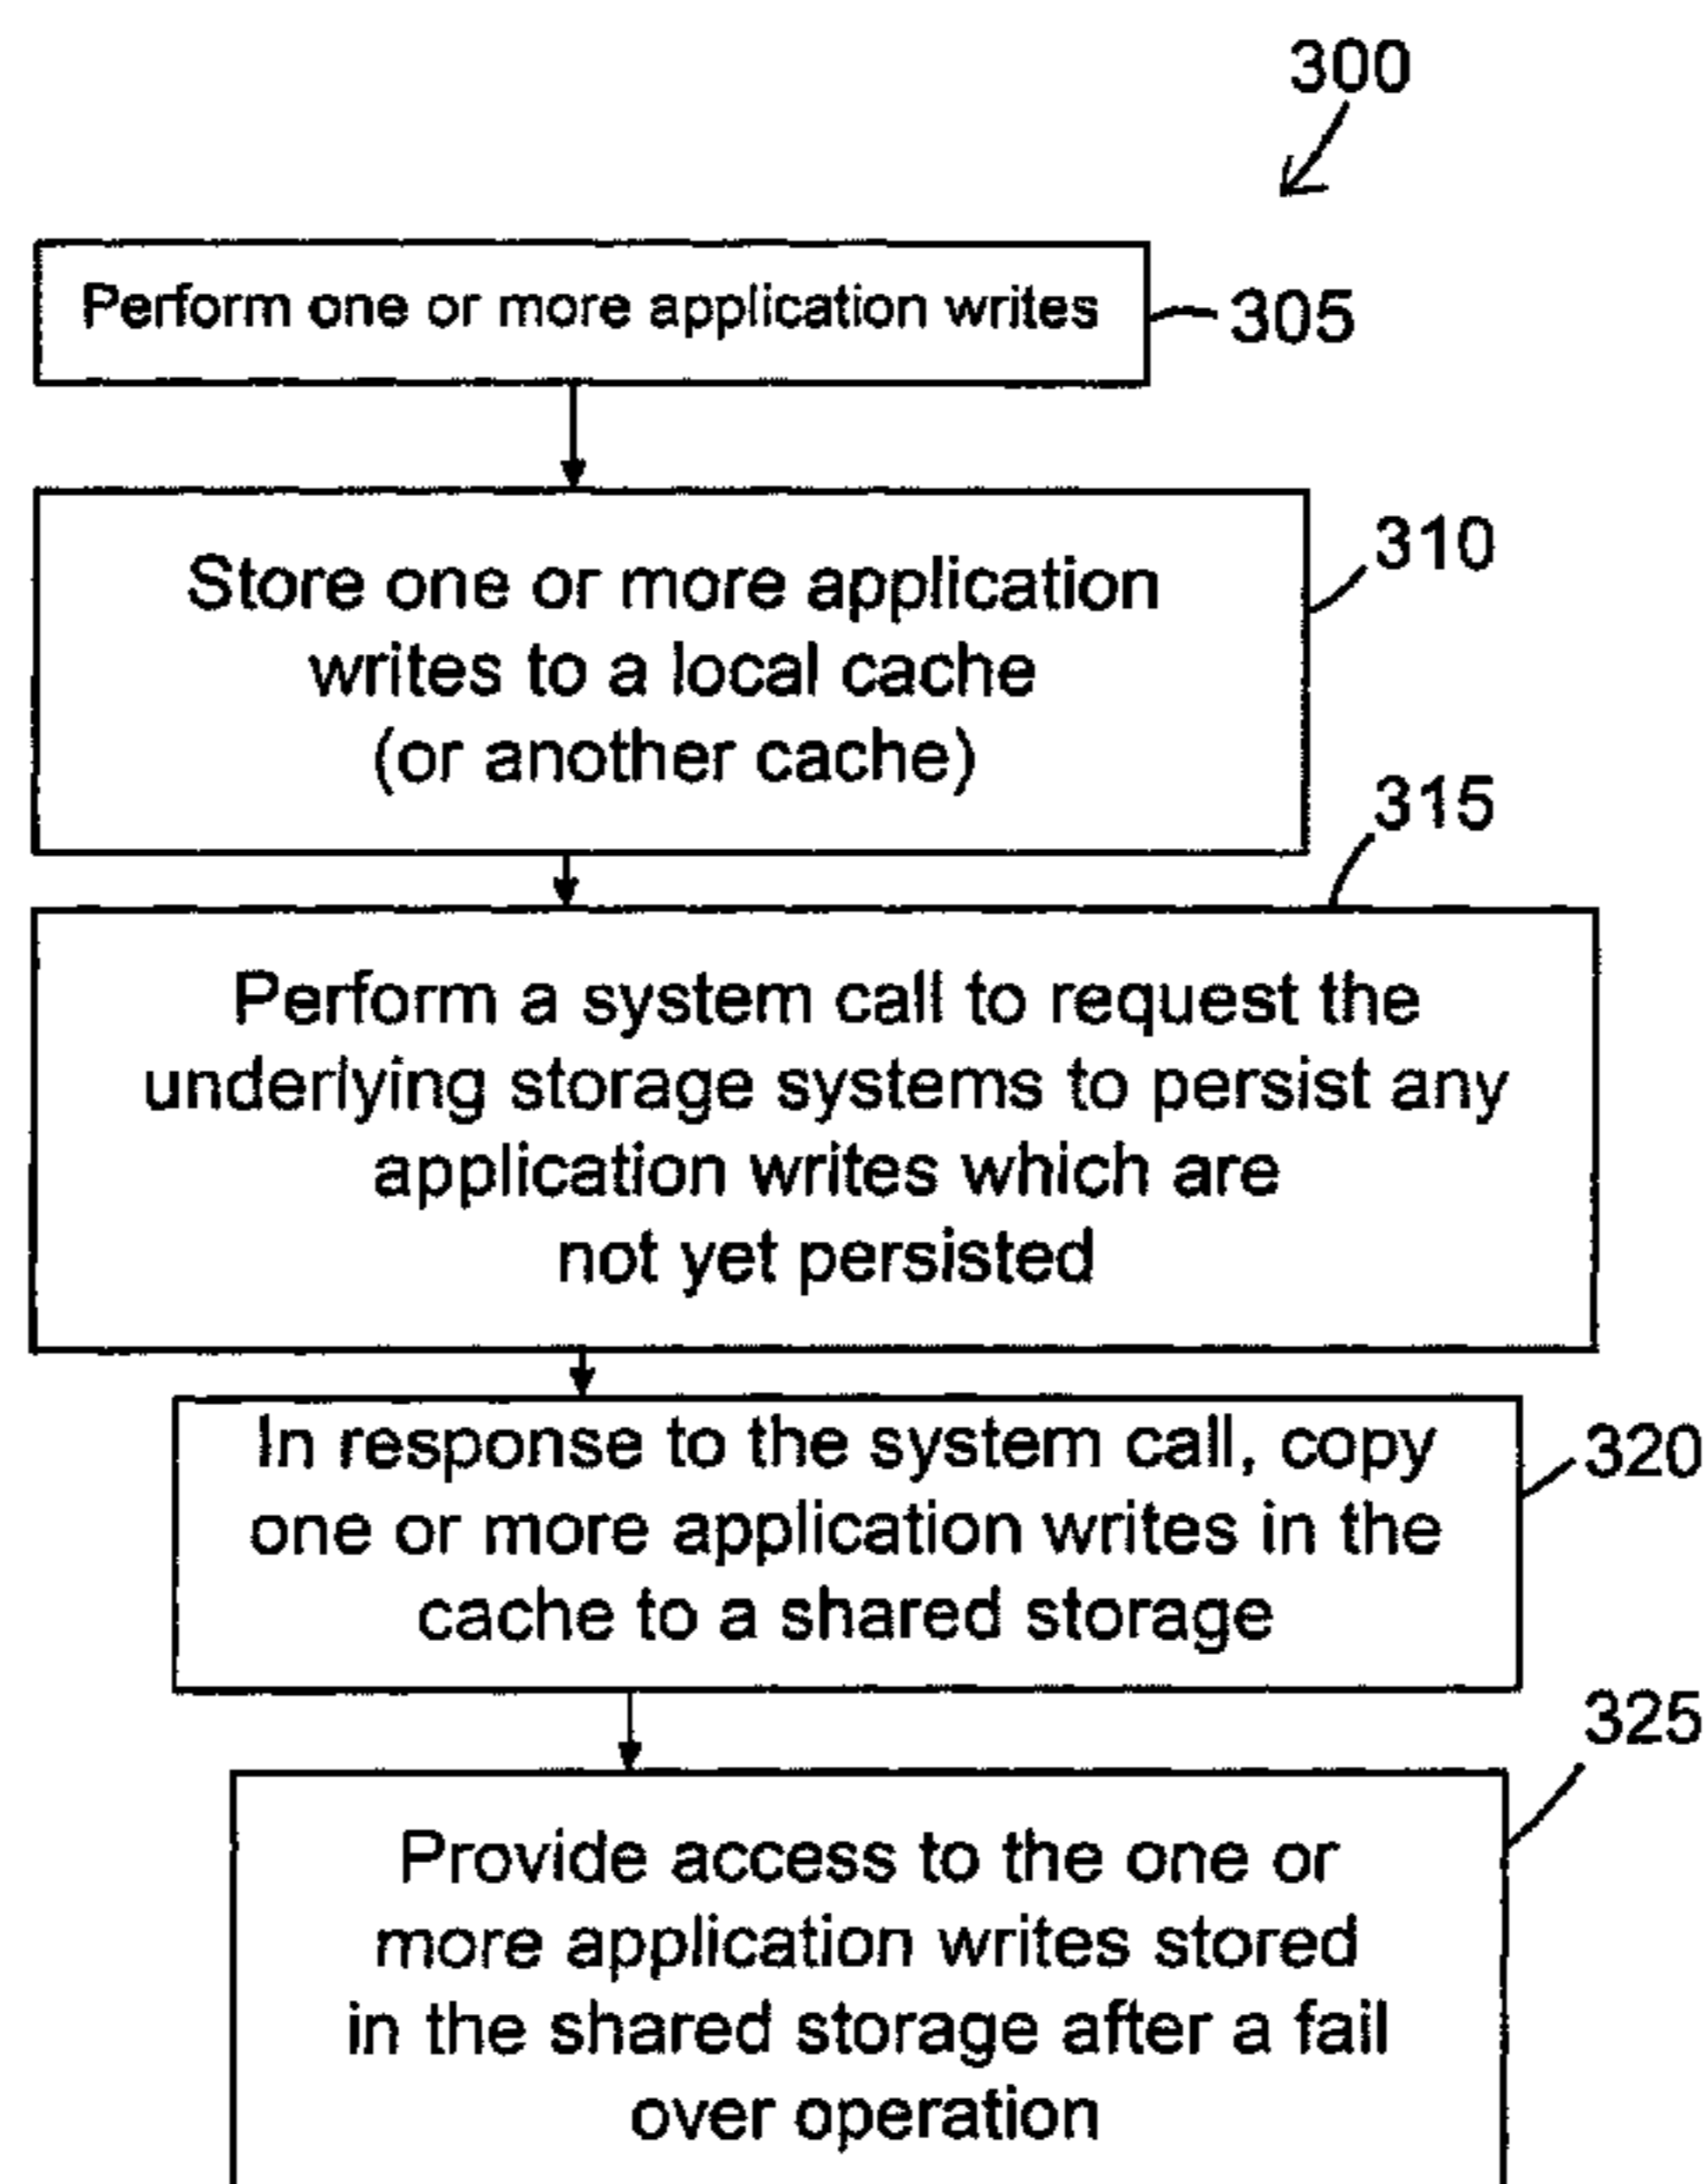 300
Perform one or more application writes
305
Store one or more application
writes to a local cache
(or another cache)
310
315
Perform a system call to request the
underlying storage systems to persist any
application writes which are
not yet persisted
In response to the system call, copy
one or more application writes in the
cache to a shared storage
320
325
Provide access to the one or
more application writes stored
in the shared storage after a fail
over operation